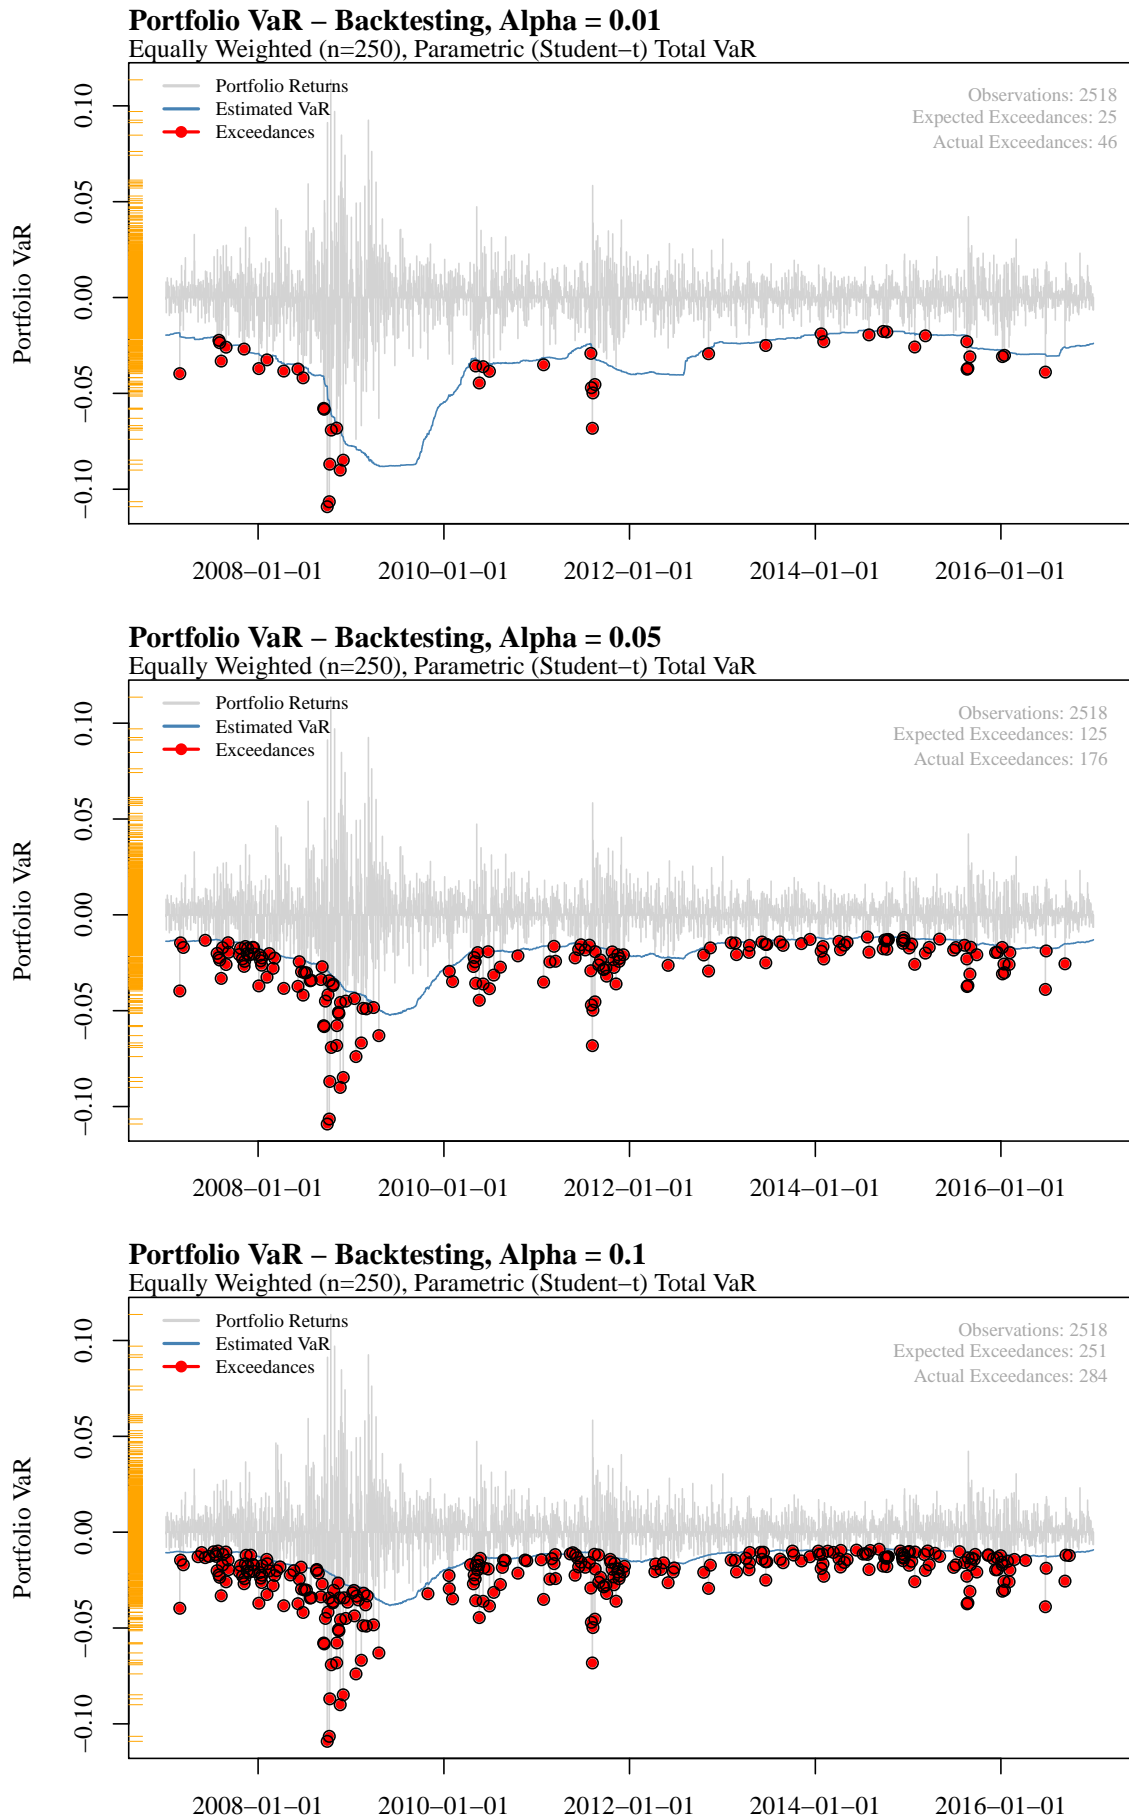 Portfolio VaR – Backtesting, Alpha = 0.01
Equally Weighted (n=250), Parametric (Student−t) Total VaR
Portfolio Returns
Estimated VaR
Exceedances
Observations: 2518
Expected Exceedances: 25
Actual Exceedances: 46
Portfolio VaR
0.10
0.05
0.00
−0.05
−0.10
2008−01−01 2010−01−01 2012−01−01 2014−01−01 2016−01−01
Portfolio VaR – Backtesting, Alpha = 0.05
Equally Weighted (n=250), Parametric (Student−t) Total VaR
Portfolio Returns
Estimated VaR
Exceedances
Observations: 2518
Expected Exceedances: 125
Actual Exceedances: 176
Portfolio VaR
0.10
0.05
0.00
−0.05
−0.10
2008−01−01 2010−01−01 2012−01−01 2014−01−01 2016−01−01
Portfolio VaR – Backtesting, Alpha = 0.1
Equally Weighted (n=250), Parametric (Student−t) Total VaR
Portfolio Returns
Estimated VaR
Exceedances
Observations: 2518
Expected Exceedances: 251
Actual Exceedances: 284
Portfolio VaR
0.10
0.05
0.00
−0.05
−0.10
2008−01−01 2010−01−01 2012−01−01 2014−01−01 2016−01−01